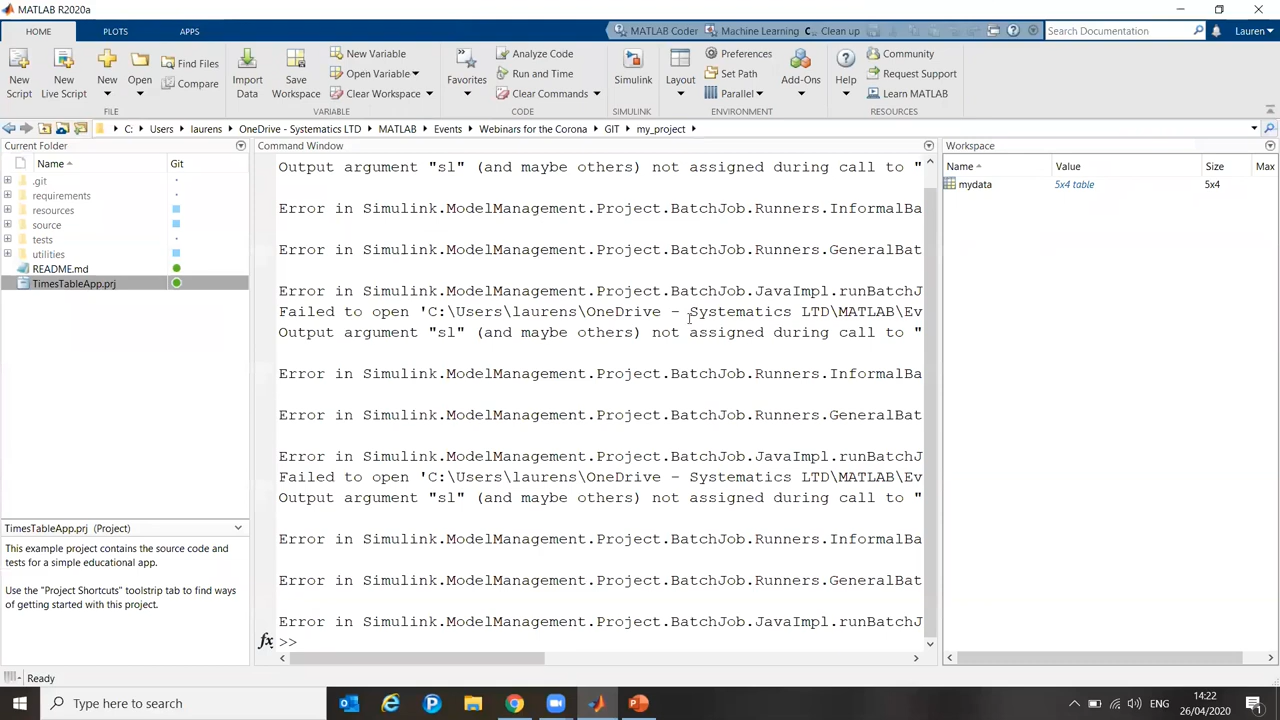 MATLAB R2020a
HOME
PLOTS
APPS
MATLAB Coder
Machine Learning
Clean up
Search Documentation
Lauren
New Script
New Live Script
New
Open
Find Files
Compare
FILE
Import Data
Save Workspace
New Variable
Open Variable
Clear Workspace
VARIABLE
Favorites
Analyze Code
Run and Time
Clear Commands
CODE
Simulink
SIMULINK
Layout
Preferences
Set Path
Parallel
Add-Ons
ENVIRONMENT
Help
Community
Request Support
Learn MATLAB
RESOURCES
C: Users laurens OneDrive - Systematics LTD MATLAB Events Webinars for the Corona GIT my_project
Current Folder
Name Git
.git
requirements
resources
source
tests
utilities
README.md
TimesTableApp.prj
TimesTableApp.prj (Project)
This example project contains the source code and
tests for a simple educational app.
Use the "Project Shortcuts" toolstrip tab to find ways
of getting started with this project.
Command Window
Output argument "sl" (and maybe others) not assigned during call to "
Error in Simulink.ModelManagement.Project.BatchJob.Runners.InformalBa
Error in Simulink.ModelManagement.Project.BatchJob.Runners.GeneralBat
Error in Simulink.ModelManagement.Project.BatchJob.JavaImpl.runBatchJ
Failed to open 'C:\Users\laurens\OneDrive - Systematics LTD\MATLAB\Ev
Output argument "sl" (and maybe others) not assigned during call to "
Error in Simulink.ModelManagement.Project.BatchJob.Runners.InformalBa
Error in Simulink.ModelManagement.Project.BatchJob.Runners.GeneralBat
Error in Simulink.ModelManagement.Project.BatchJob.JavaImpl.runBatchJ
Failed to open 'C:\Users\laurens\OneDrive - Systematics LTD\MATLAB\Ev
Output argument "sl" (and maybe others) not assigned during call to "
Error in Simulink.ModelManagement.Project.BatchJob.Runners.InformalBa
Error in Simulink.ModelManagement.Project.BatchJob.Runners.GeneralBat
Error in Simulink.ModelManagement.Project.BatchJob.JavaImpl.runBatchJ
fx >>
Workspace
Name Value Size Max
mydata 5x4 table 5x4
Ready
Type here to search
ENG
14:22
26/04/2020